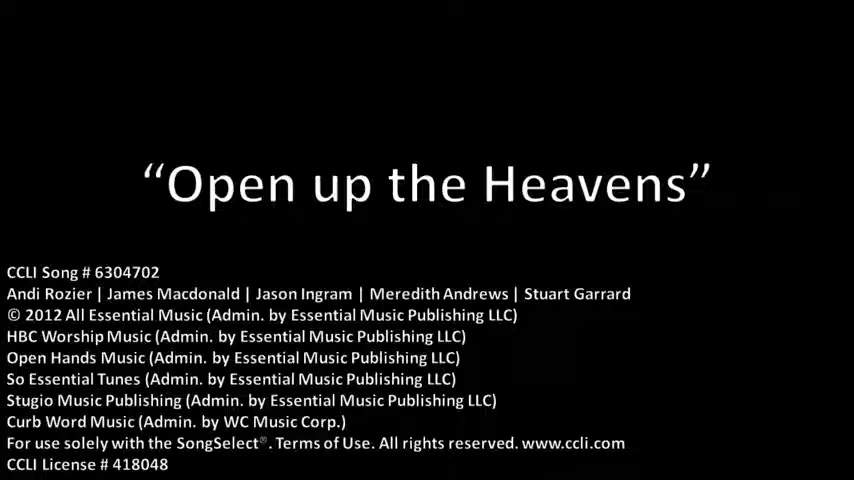 “Open up the Heavens”
CCLI Song # 6304702
Andi Rozier | James Macdonald | Jason Ingram | Meredith Andrews | Stuart Garrard
© 2012 All Essential Music (Admin. by Essential Music Publishing LLC)
HBC Worship Music (Admin. by Essential Music Publishing LLC)
Open Hands Music (Admin. by Essential Music Publishing LLC)
So Essential Tunes (Admin. by Essential Music Publishing LLC)
Stugio Music Publishing (Admin. by Essential Music Publishing LLC)
Curb Word Music (Admin. by WC Music Corp.)
For use solely with the SongSelect®. Terms of Use. All rights reserved. www.ccli.com
CCLI License # 418048